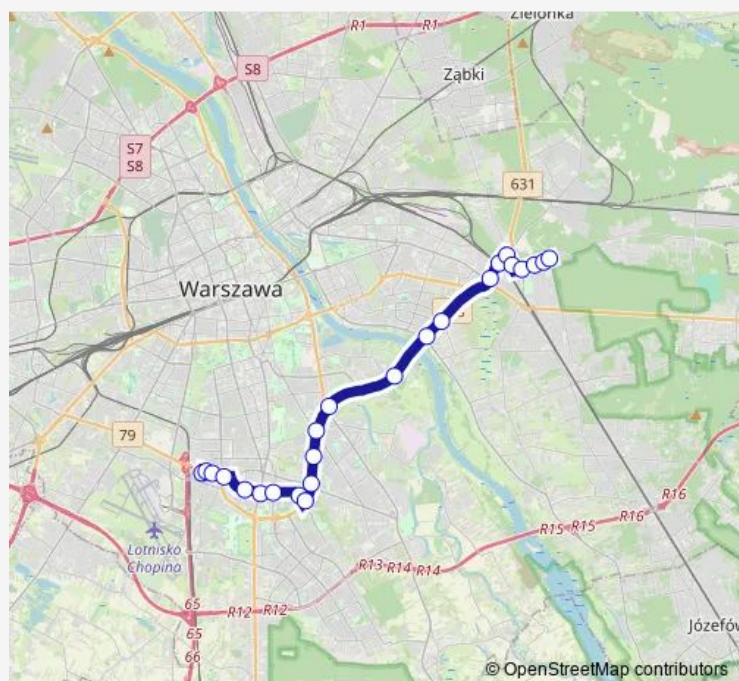 Zielonka
R1
R1
S8
Ząbki
S7
S8
631
Warszawa
79
R16
R16
Lotnisko
Chopina
R15
R15
R13
R14
R14
65
R12
R12
65
66
Józefów
© OpenStreetMap contributors